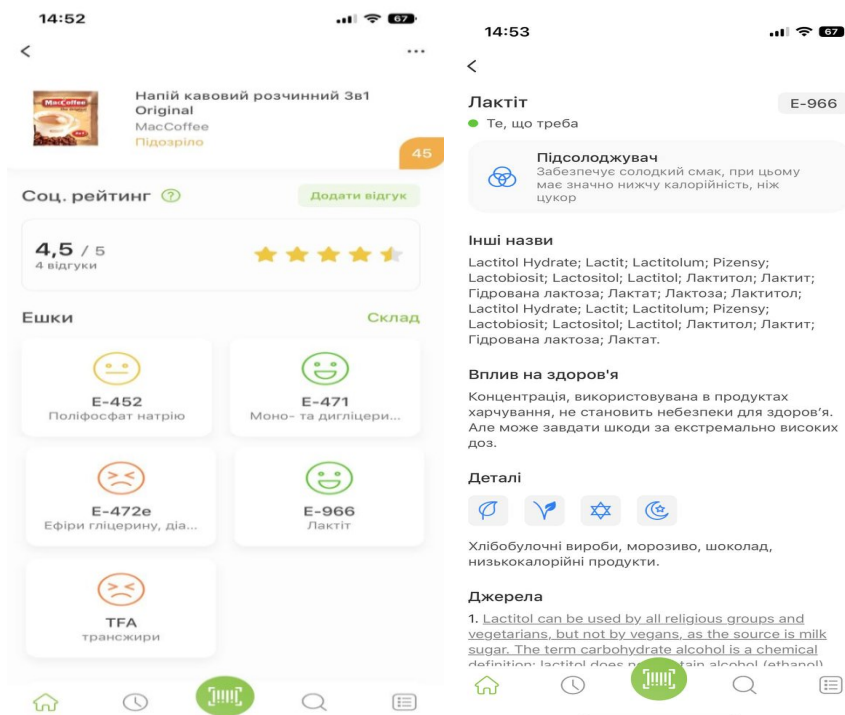 14:52
67
MacCoffee
Original
3в1
Напій кавовий розчинний 3в1
Original
MacCoffee
Підозріло
45
Соц. рейтинг ?
Додати відгук
4,5 / 5
4 відгуки
Ешки
Склад
E-452
Поліфосфат натрію
E-471
Моно- та дигліцери...
E-472e
Ефіри гліцерину, діа...
E-966
Лактіт
TFA
трансжири
14:53
67
Лактіт
E-966
Те, що треба
Підсолоджувач
Забезпечує солодкий смак, при цьому
має значно нижчу калорійність, ніж
цукор
Інші назви
Lactitol Hydrate; Lactit; Lactitolum; Pizensy;
Lactobiosit; Lactositol; Lactitol; Лактитол; Лактит;
Гідрована лактоза; Лактат; Лактоза; Лактитол;
Lactitol Hydrate; Lactit; Lactitolum; Pizensy;
Lactobiosit; Lactositol; Lactitol; Лактитол; Лактит;
Гідрована лактоза; Лактат.
Вплив на здоров'я
Концентрація, використовувана в продуктах
харчування, не становить небезпеки для здоров’я.
Але може завдати шкоди за екстремально високих
доз.
Деталі
Хлібобулочні вироби, морозиво, шоколад,
низькокалорійні продукти.
Джерела
1. Lactitol can be used by all religious groups and
vegetarians, but not by vegans, as the source is milk
sugar. The term carbohydrate alcohol is a chemical
definition; lactitol does alcohol (ethanol)